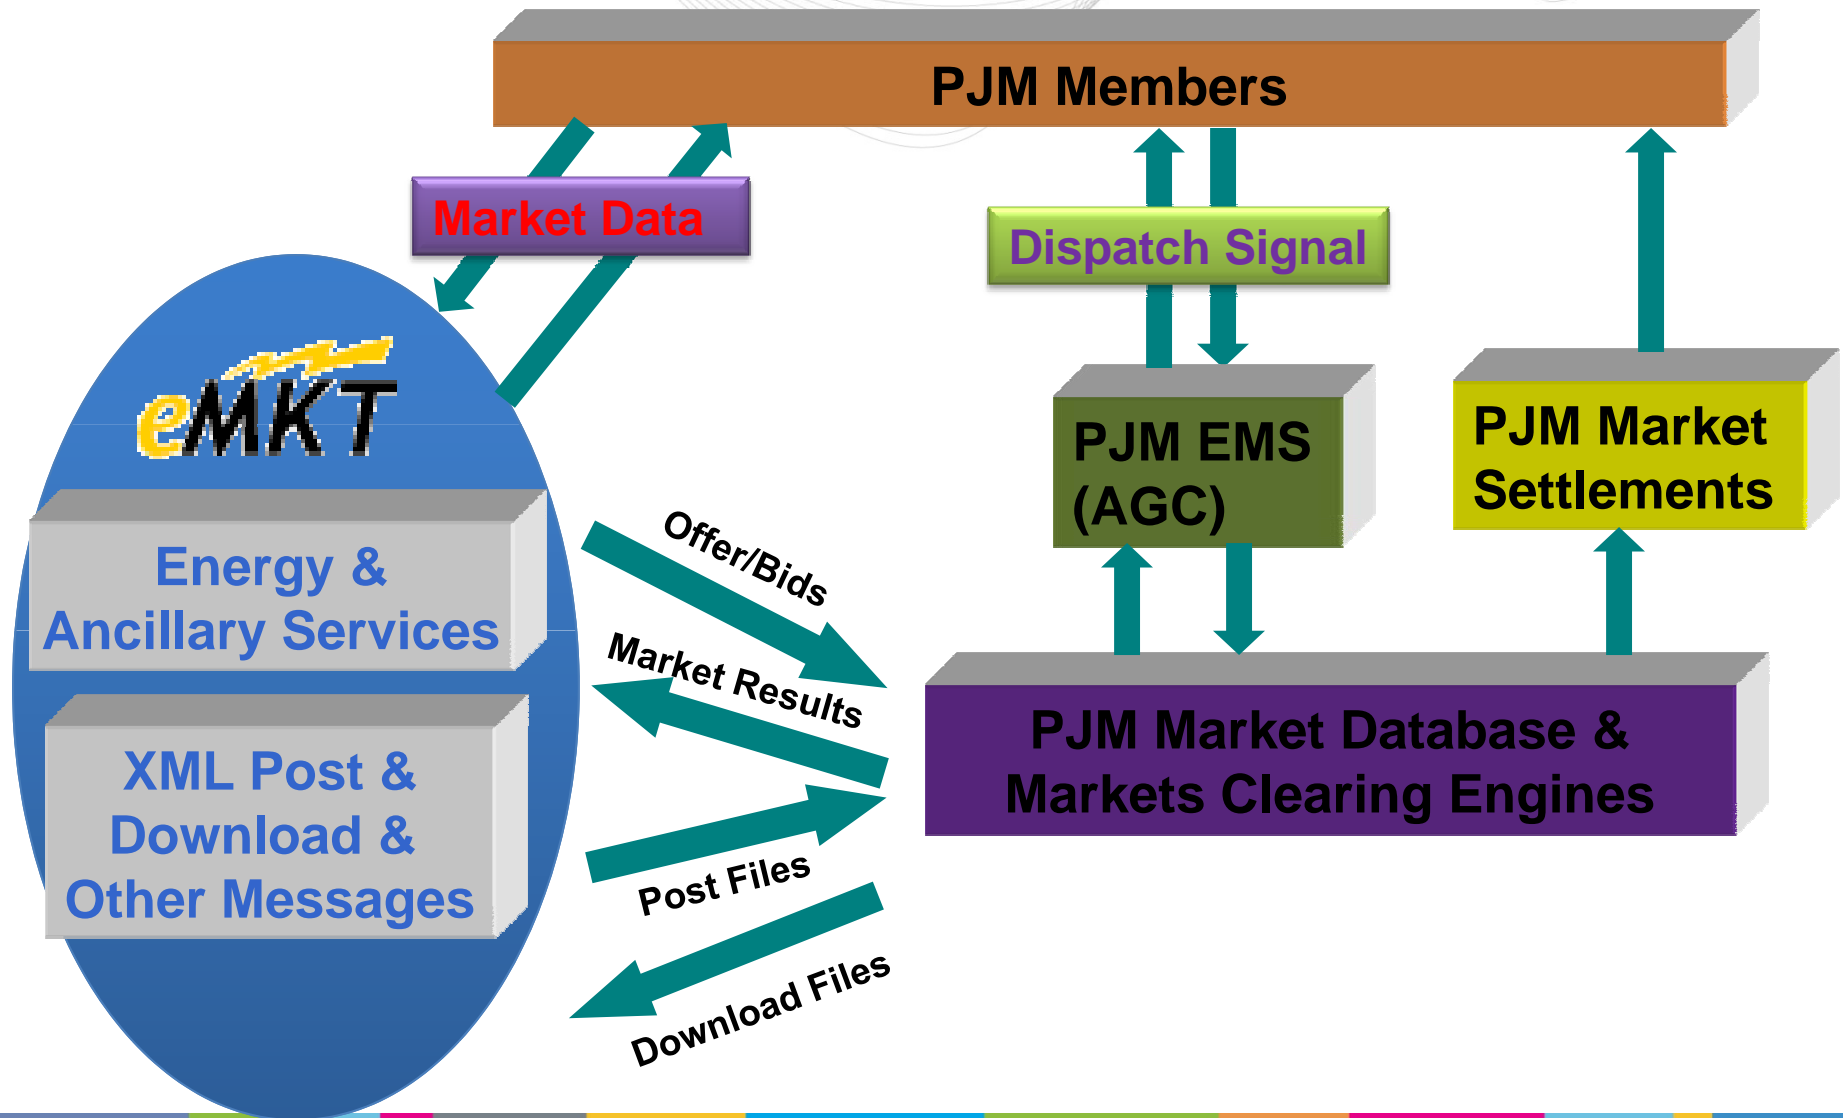 PJM Members
Market Data
Dispatch Signal
eMKT
PJM EMS
(AGC)
PJM Market
Settlements
Energy &
Ancillary Services
Offer/Bids
Market Results
XML Post &
Download &
Other Messages
PJM Market Database &
Markets Clearing Engines
Post Files
Download Files